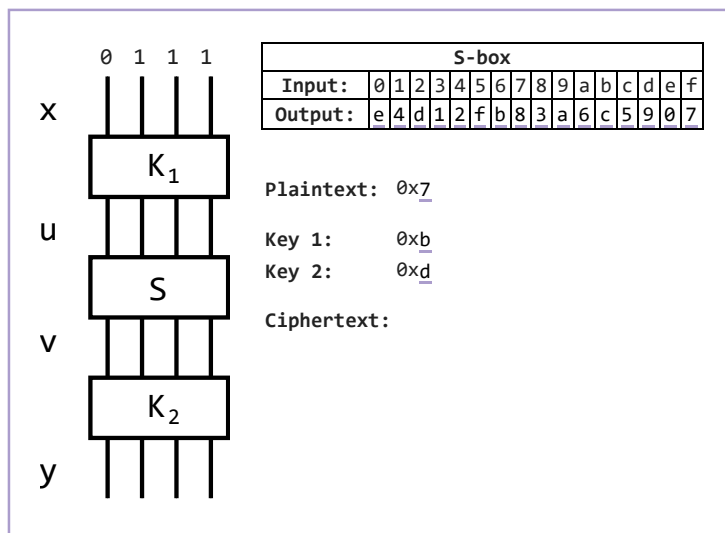 0 1 1 1
x
K1
u
S
v
K2
y
S-box
Input: 0 1 2 3 4 5 6 7 8 9 a b c d e f
Output: e 4 d 1 2 f b 8 3 a 6 c 5 9 0 7
Plaintext: 0x7
Key 1: 0xb
Key 2: 0xd
Ciphertext: